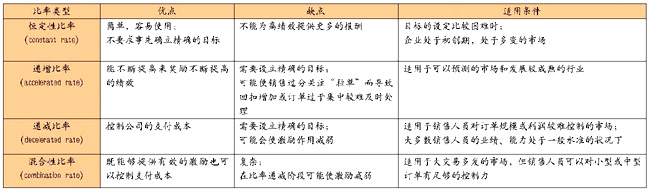 比率类型 优点 缺点 适用条件
恒定性比率 简单、容易使用; 不能为高绩效提供更多的报酬 目标的设定比较困难时;
(constant rate) 不要求事先确立精确的目标 企业处于初创期,处于多变的市场
递增比率 能不断提高来奖励不断提高 需要设立精确的目标; 适用于可以预测的市场和发展较成熟的行业
(accelerated rate) 的绩效 可能使销售过分关注“拉单”而导致
回扣增加或订单过于集中较难及时处
理
递减比率 控制公司的支付成本 需要设立精确的目标; 适用于销售人员对订单规模或利润较难控制的市场;
(decelerated rate) 可能会使激励作用减弱 大多数销售人员的业绩、能力处于一般水准的状况下
混合性比率 既能够提供有效的激励也可 复杂; 适用于大交易多发的市场,但销售人员可以对小型或中型
(combination rate) 以控制支付成本 在比率递减阶段可能使激励减弱 订单有足够的控制力